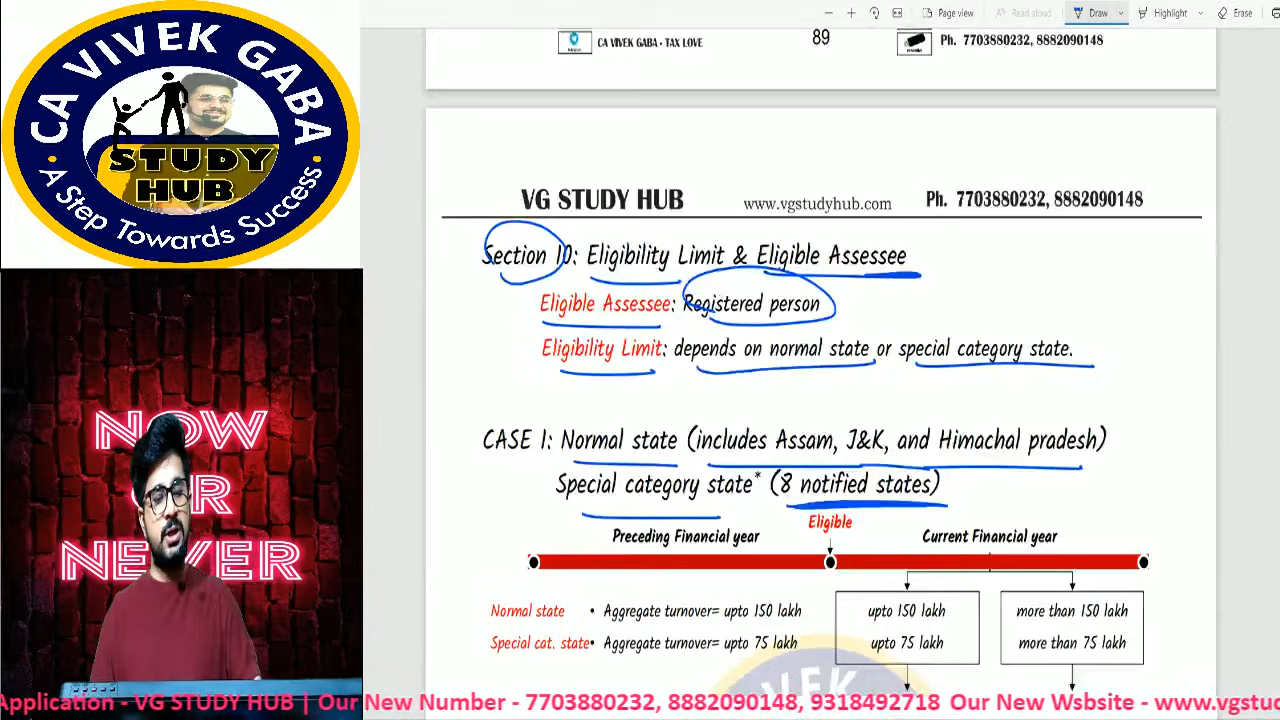 CA VIVEK GABA
STUDY
HUB
A Step Towards Success
NOW
OR
NEVER
Page view
Read aloud
Draw
Highlight
Erase
CA VIVEK GABA - TAX LOVE
89
Ph. 7703880232, 8882090148
VG STUDY HUB
www.vgstudyhub.com
Ph. 7703880232, 8882090148
Section 10: Eligibility Limit & Eligible Assessee
Eligible Assessee: Registered person
Eligibility Limit: depends on normal state or special category state.
CASE 1: Normal state (includes Assam, J&K, and Himachal pradesh)
Special category state* (8 notified states)
Eligible
Preceding Financial year
Current Financial year
Normal state • Aggregate turnover= upto 150 lakh
upto 150 lakh
more than 150 lakh
Special cat. state • Aggregate turnover= upto 75 lakh
upto 75 lakh
more than 75 lakh
Application - VG STUDY HUB | Our New Number - 7703880232, 8882090148, 9318492718 Our New Wsbsite - www.vgstud